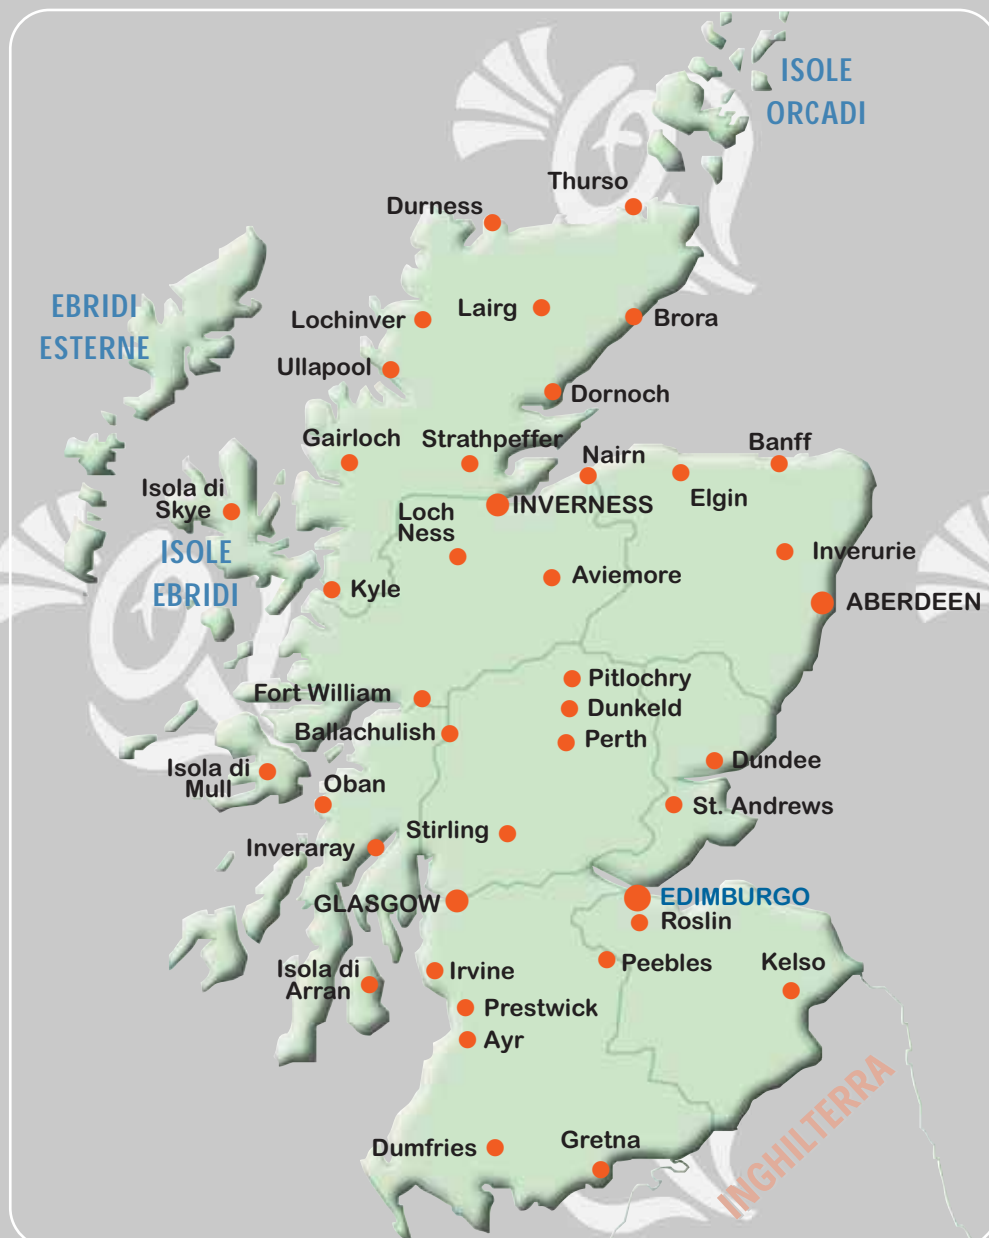 ISOLE
ORCADI
Thurso
Durness
EBRIDI
ESTERNE
Lairg
Lochinver
Brora
Ullapool
Dornoch
Gairloch
Strathpeffer
Nairn
Banff
Elgin
Isola di
Skye
INVERNESS
Loch
Ness
ISOLE
EBRIDI
Inverurie
Aviemore
Kyle
ABERDEEN
Pitlochry
Fort William
Dunkeld
Ballachulish
Perth
Dundee
Isola di
Mull
Oban
St. Andrews
Stirling
Inveraray
GLASGOW
EDIMBURGO
Roslin
Peebles
Kelso
Isola di
Arran
Irvine
Prestwick
Ayr
INGHILTERRA
Dumfries
Gretna